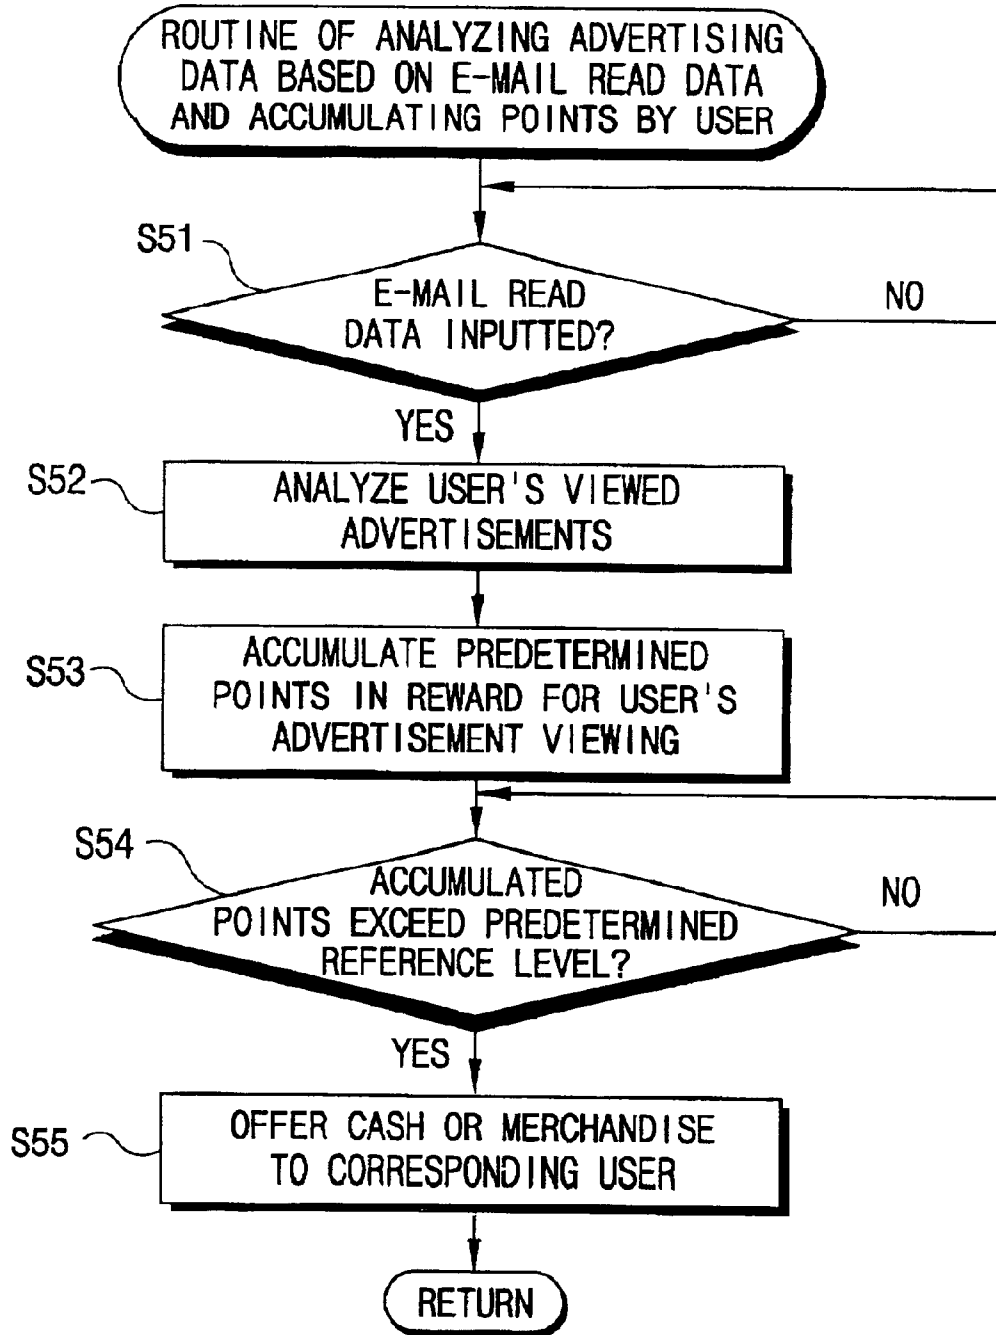 ROUTINE OF ANALYZING ADVERTISING
DATA BASED ON E-MAIL READ DATA
AND ACCUMULATING POINTS BY USER
S51
E-MAIL READ
DATA INPUTTED?
NO
YES
S52
ANALYZE USER'S VIEWED
ADVERTISEMENTS
S53
ACCUMULATE PREDETERMINED
POINTS IN REWARD FOR USER'S
ADVERTISEMENT VIEWING
S54
ACCUMULATED
POINTS EXCEED PREDETERMINED
REFERENCE LEVEL?
NO
YES
S55
OFFER CASH OR MERCHANDISE
TO CORRESPONDING USER
RETURN